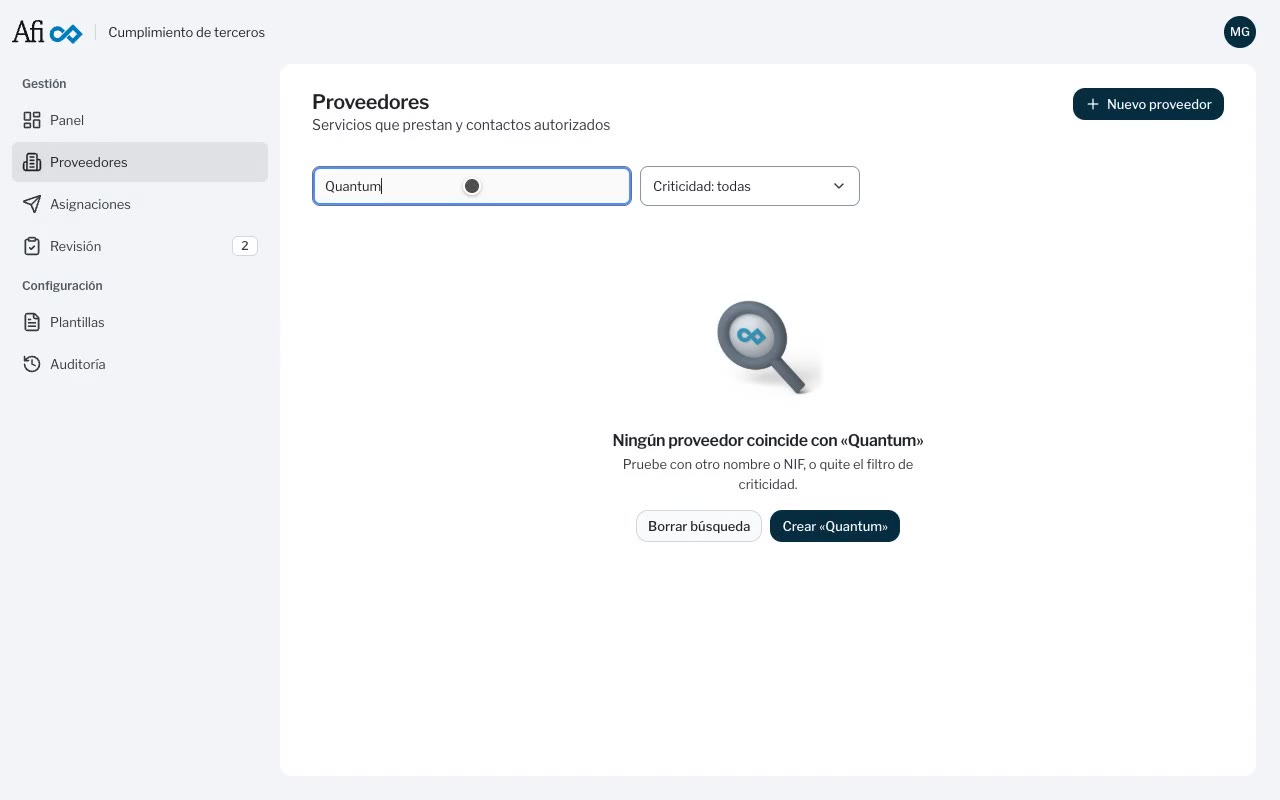 Afi
Cumplimiento de terceros
MG
Gestión
Panel
Proveedores
Asignaciones
Revisión
2
Configuración
Plantillas
Auditoría
Proveedores
Servicios que prestan y contactos autorizados
Nuevo proveedor
Quantum
Criticidad: todas
Ningún proveedor coincide con «Quantum»
Pruebe con otro nombre o NIF, o quite el filtro de
criticidad.
Borrar búsqueda
Crear «Quantum»